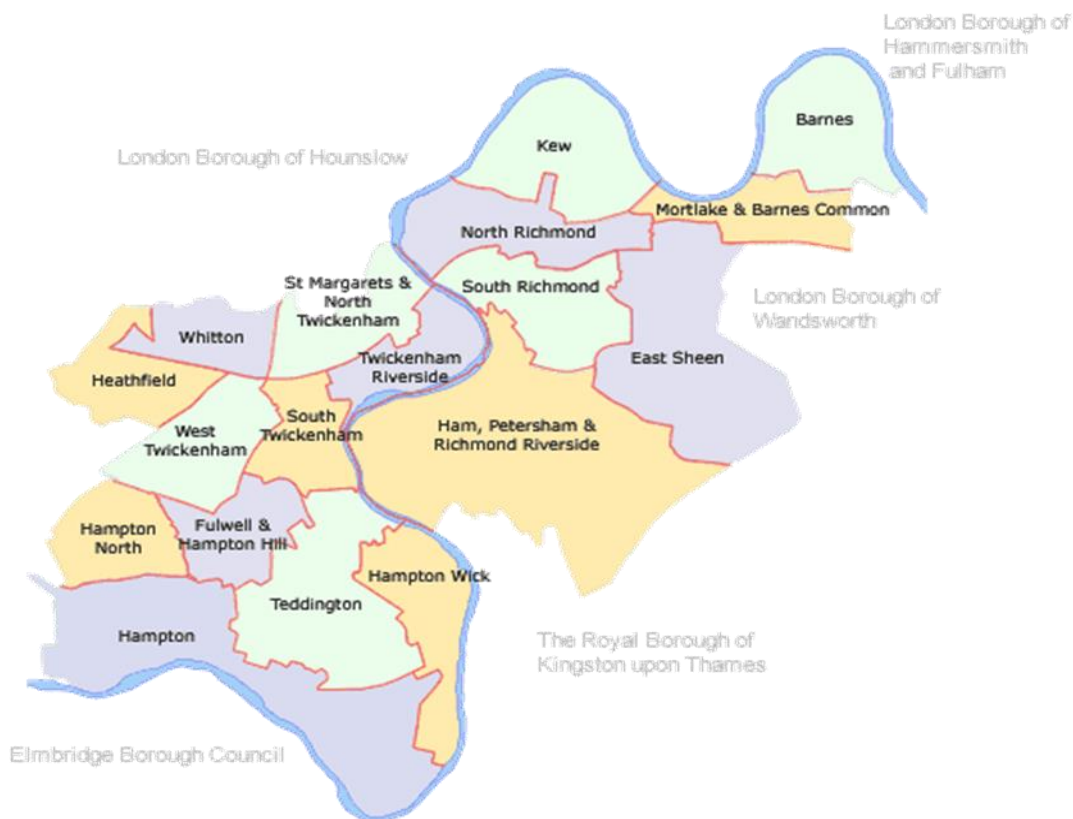 London Borough of
Hammersmith
and Fulham
Barnes
Kew
London Borough of Hounslow
Mortlake & Barnes Common
North Richmond
St Margarets &
North
Twickenham
South Richmond
London Borough of
Wandsworth
Whitton
Twickenham
Riverside
East Sheen
Heathfield
South
Twickenham
West
Twickenham
Ham, Petersham &
Richmond Riverside
Hampton
North
Fulwell &
Hampton Hill
Hampton Wick
Teddington
Hampton
The Royal Borough of
Kingston upon Thames
Elmbridge Borough Council